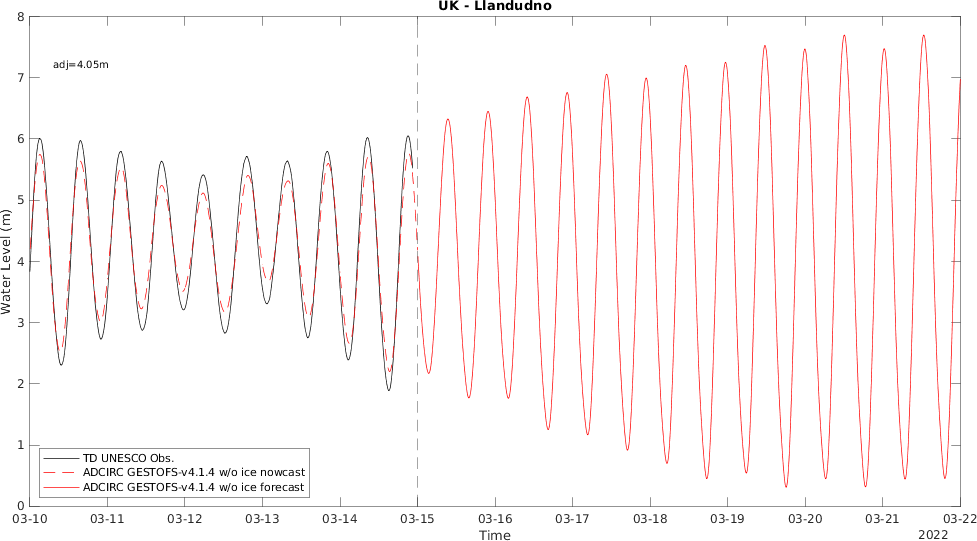 UK - Llandudno
8
adj=4.05m
7
6
5
4
3
2
1
0
Water Level (m)
TD UNESCO Obs.
ADCIRC GESTOFS-v4.1.4 w/o ice nowcast
ADCIRC GESTOFS-v4.1.4 w/o ice forecast
03-10 03-11 03-12 03-13 03-14 03-15 03-16 03-17 03-18 03-19 03-20 03-21 03-22
Time
2022